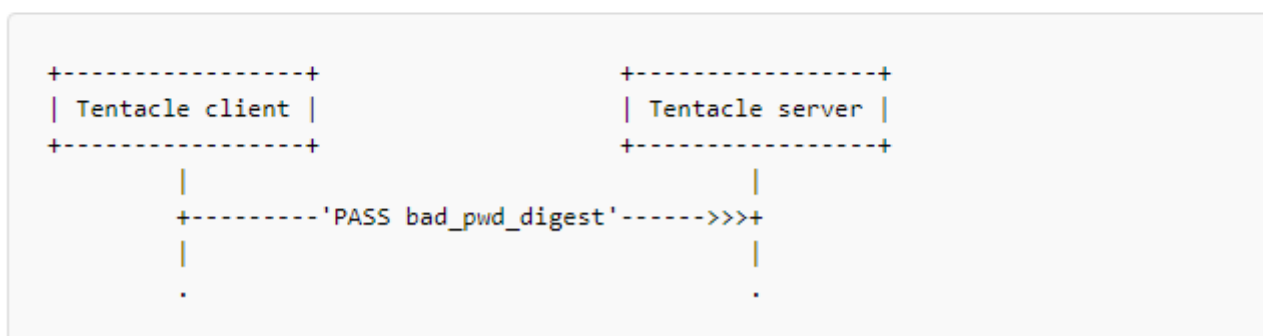 +-----------------+                     +-----------------+
| Tentacle client |                     | Tentacle server |
+-----------------+                     +-----------------+
         |                                       |
         +---------'PASS bad_pwd_digest'------>>>+
         |                                       |
         .                                       .